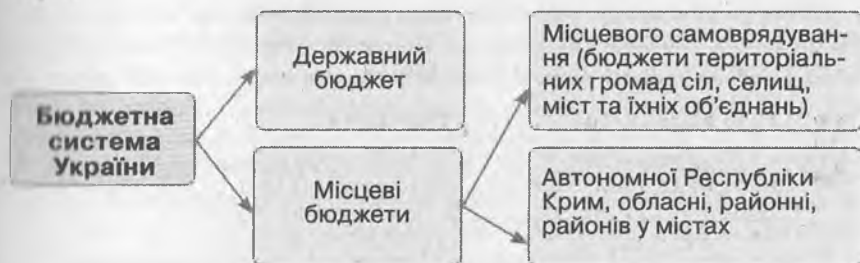 Бюджетна
система
України
Державний
бюджет
Місцеві
бюджети
Місцевого самоврядуван-
ня (бюджети територіаль-
них громад сіл, селищ,
міст та їхніх об’єднань)
Автономної Республіки
Крим, обласні, районні,
районів у містах